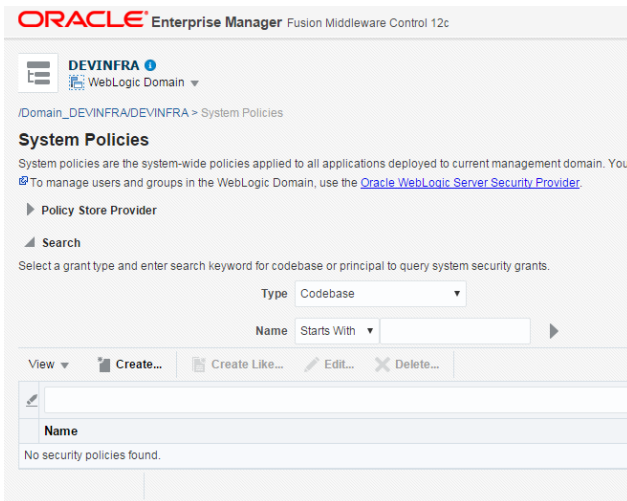 ORACLE Enterprise Manager Fusion Middleware Control 12c
DEVINFRA
WebLogic Domain
/Domain_DEVINFRA/DEVINFRA > System Policies
System Policies
System policies are the system-wide policies applied to all applications deployed to current management domain. You
To manage users and groups in the WebLogic Domain, use the Oracle WebLogic Server Security Provider.
Policy Store Provider
Search
Select a grant type and enter search keyword for codebase or principal to query system security grants.
Type Codebase
Name Starts With
View Create... Create Like... Edit... Delete...
Name
No security policies found.